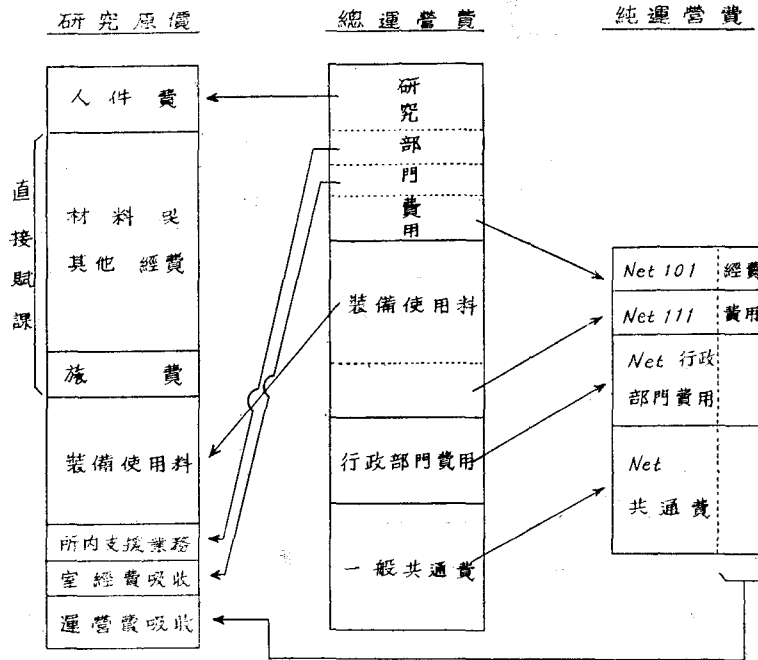 研究原價
總運營費
純運營費
直接賦課
人件費
材料 및
其他 經費
旅費
裝備使用料
所內支援業務
室經費吸收
運營費吸收
研究部門費用
裝備使用料
行政部門費用
一般共通費
Net 101 經費
Net 111 費用
Net 行政
部門費用
Net
共通費